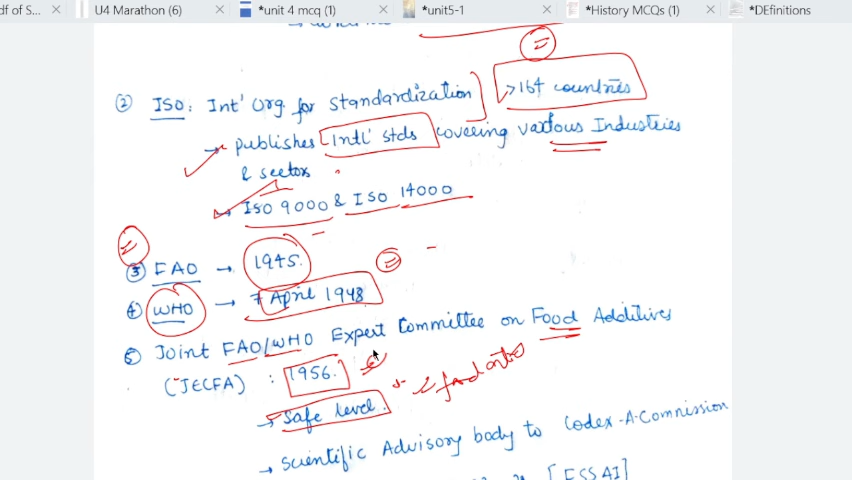 df of S...
U4 Marathon (6)
*unit 4 mcq (1)
*unit5-1
*History MCQs (1)
*DEfinitions
② ISO: Int' Org for Standardization >164 countries
→ publishes Intl' stds covering various Industries
& sector
→ ISO 9000 & ISO 14000
③ FAO → 1945.
④ WHO → 7 April 1948
⑤ Joint FAO/WHO Expert Committee on Food Additives
(JECFA) : 1956.
→ Safe level.
→ Scientific Advisory body to Codex-A-Commission
[FSSAI]